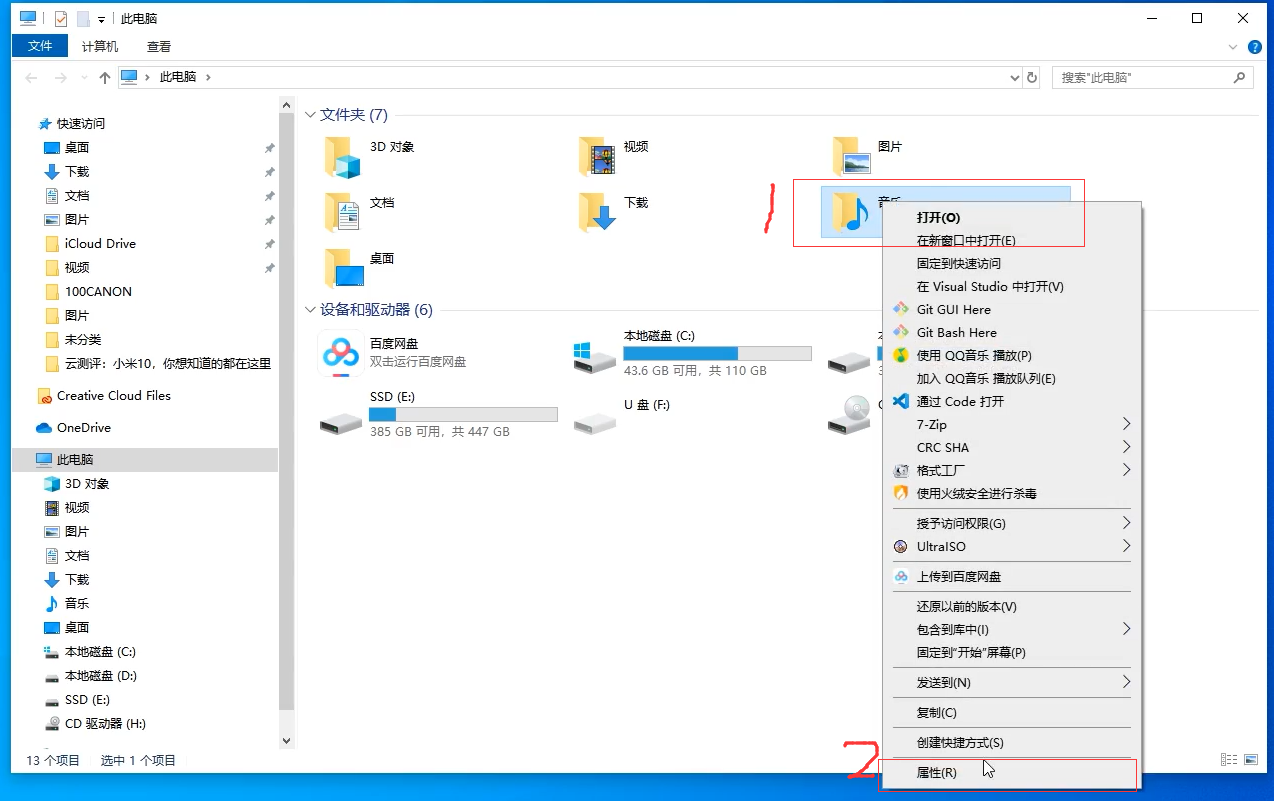 此电脑
文件 计算机 查看
此电脑 搜索"此电脑"
快速访问
桌面
下载
文档
图片
iCloud Drive
视频
100CANON
图片
未分类
云测评：小米10，你想知道的都在这里
Creative Cloud Files
OneDrive
此电脑
3D 对象
视频
图片
文档
下载
音乐
桌面
本地磁盘 (C:)
本地磁盘 (D:)
SSD (E:)
CD 驱动器 (H:)
文件夹 (7)
3D 对象
视频
图片
文档
下载
音乐
桌面
设备和驱动器 (6)
百度网盘
双击运行百度网盘
本地磁盘 (C:)
43.6 GB 可用，共 110 GB
SSD (E:)
385 GB 可用，共 447 GB
U 盘 (F:)
1
打开(O)
在新窗口中打开(E)
固定到快速访问
在 Visual Studio 中打开(V)
Git GUI Here
Git Bash Here
使用 QQ音乐 播放(P)
加入 QQ音乐 播放队列(E)
通过 Code 打开
7-Zip
CRC SHA
格式工厂
使用火绒安全进行杀毒
授予访问权限(G)
UltraISO
上传到百度网盘
还原以前的版本(V)
包含到库中(I)
固定到"开始"屏幕(P)
发送到(N)
复制(C)
创建快捷方式(S)
2
属性(R)
13 个项目 选中 1 个项目